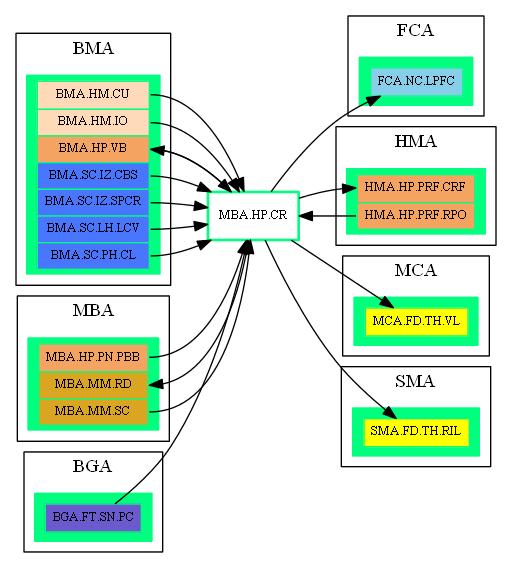 BMA
BMA.HM.CU
BMA.HM.IO
BMA.HP.VB
BMA.SC.IZ.CBS
BMA.SC.IZ.SPCR
BMA.SC.LH.LCV
BMA.SC.PH.CL
MBA
MBA.HP.PN.PBB
MBA.MM.RD
MBA.MM.SC
BGA
BGA.FT.SN.PC
MBA.HP.CR
FCA
FCA.NC.LPFC
HMA
HMA.HP.PRF.CRF
HMA.HP.PRF.RPO
MCA
MCA.FD.TH.VL
SMA
SMA.FD.TH.RIL